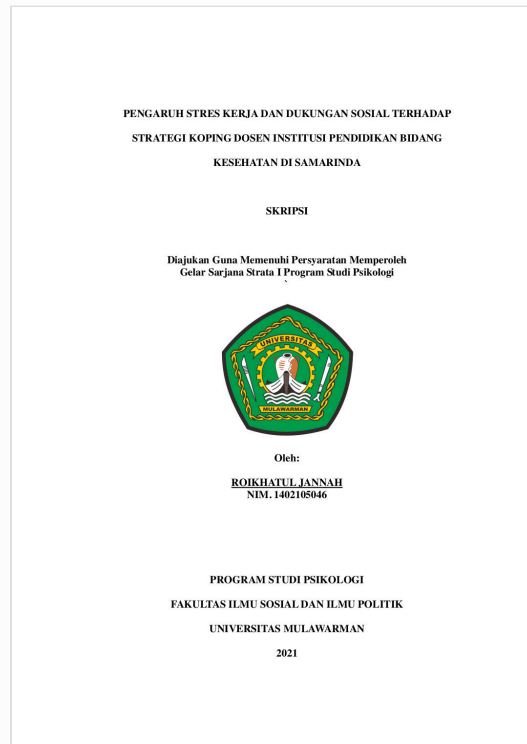 PENGARUH STRES KERJA DAN DUKUNGAN SOSIAL TERHADAP
STRATEGI KOPING DOSEN INSTITUSI PENDIDIKAN BIDANG
KESEHATAN DI SAMARINDA
SKRIPSI
Diajukan Guna Memenuhi Persyaratan Memperoleh
Gelar Sarjana Strata I Program Studi Psikologi
`
UNIVERSITAS
MULAWARMAN
Oleh:
ROIKHATUL JANNAH
NIM. 1402105046
PROGRAM STUDI PSIKOLOGI
FAKULTAS ILMU SOSIAL DAN ILMU POLITIK
UNIVERSITAS MULAWARMAN
2021